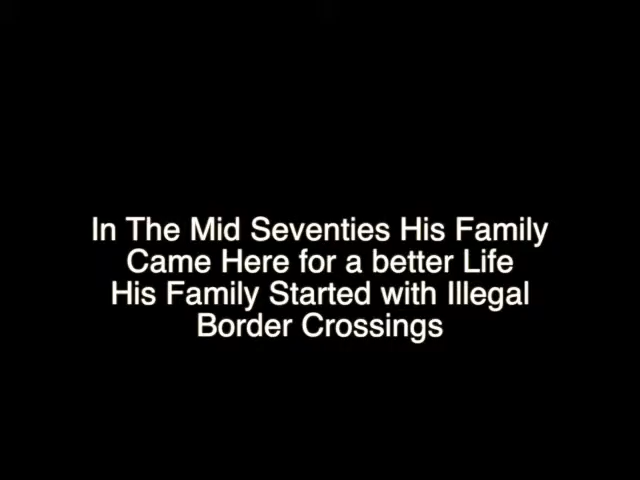 In The Mid Seventies His Family
Came Here for a better Life
His Family Started with Illegal
Border Crossings